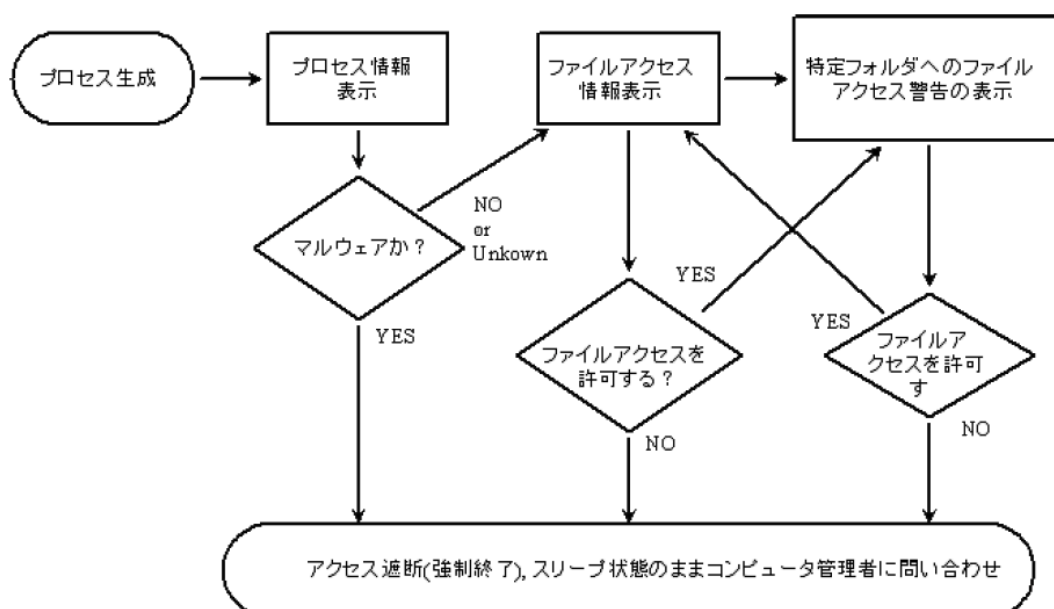 プロセス生成
プロセス情報
表示
ファイルアクセス
情報表示
特定フォルダへのファイル
アクセス警告の表示
マルウェアか？
NO
or
Unkown
YES
YES
YES
ファイルアクセスを
許可する？
ファイルア
クセスを許可
す
NO
NO
アクセス遮断(強制終了), スリープ状態のままコンピュータ管理者に問い合わせ